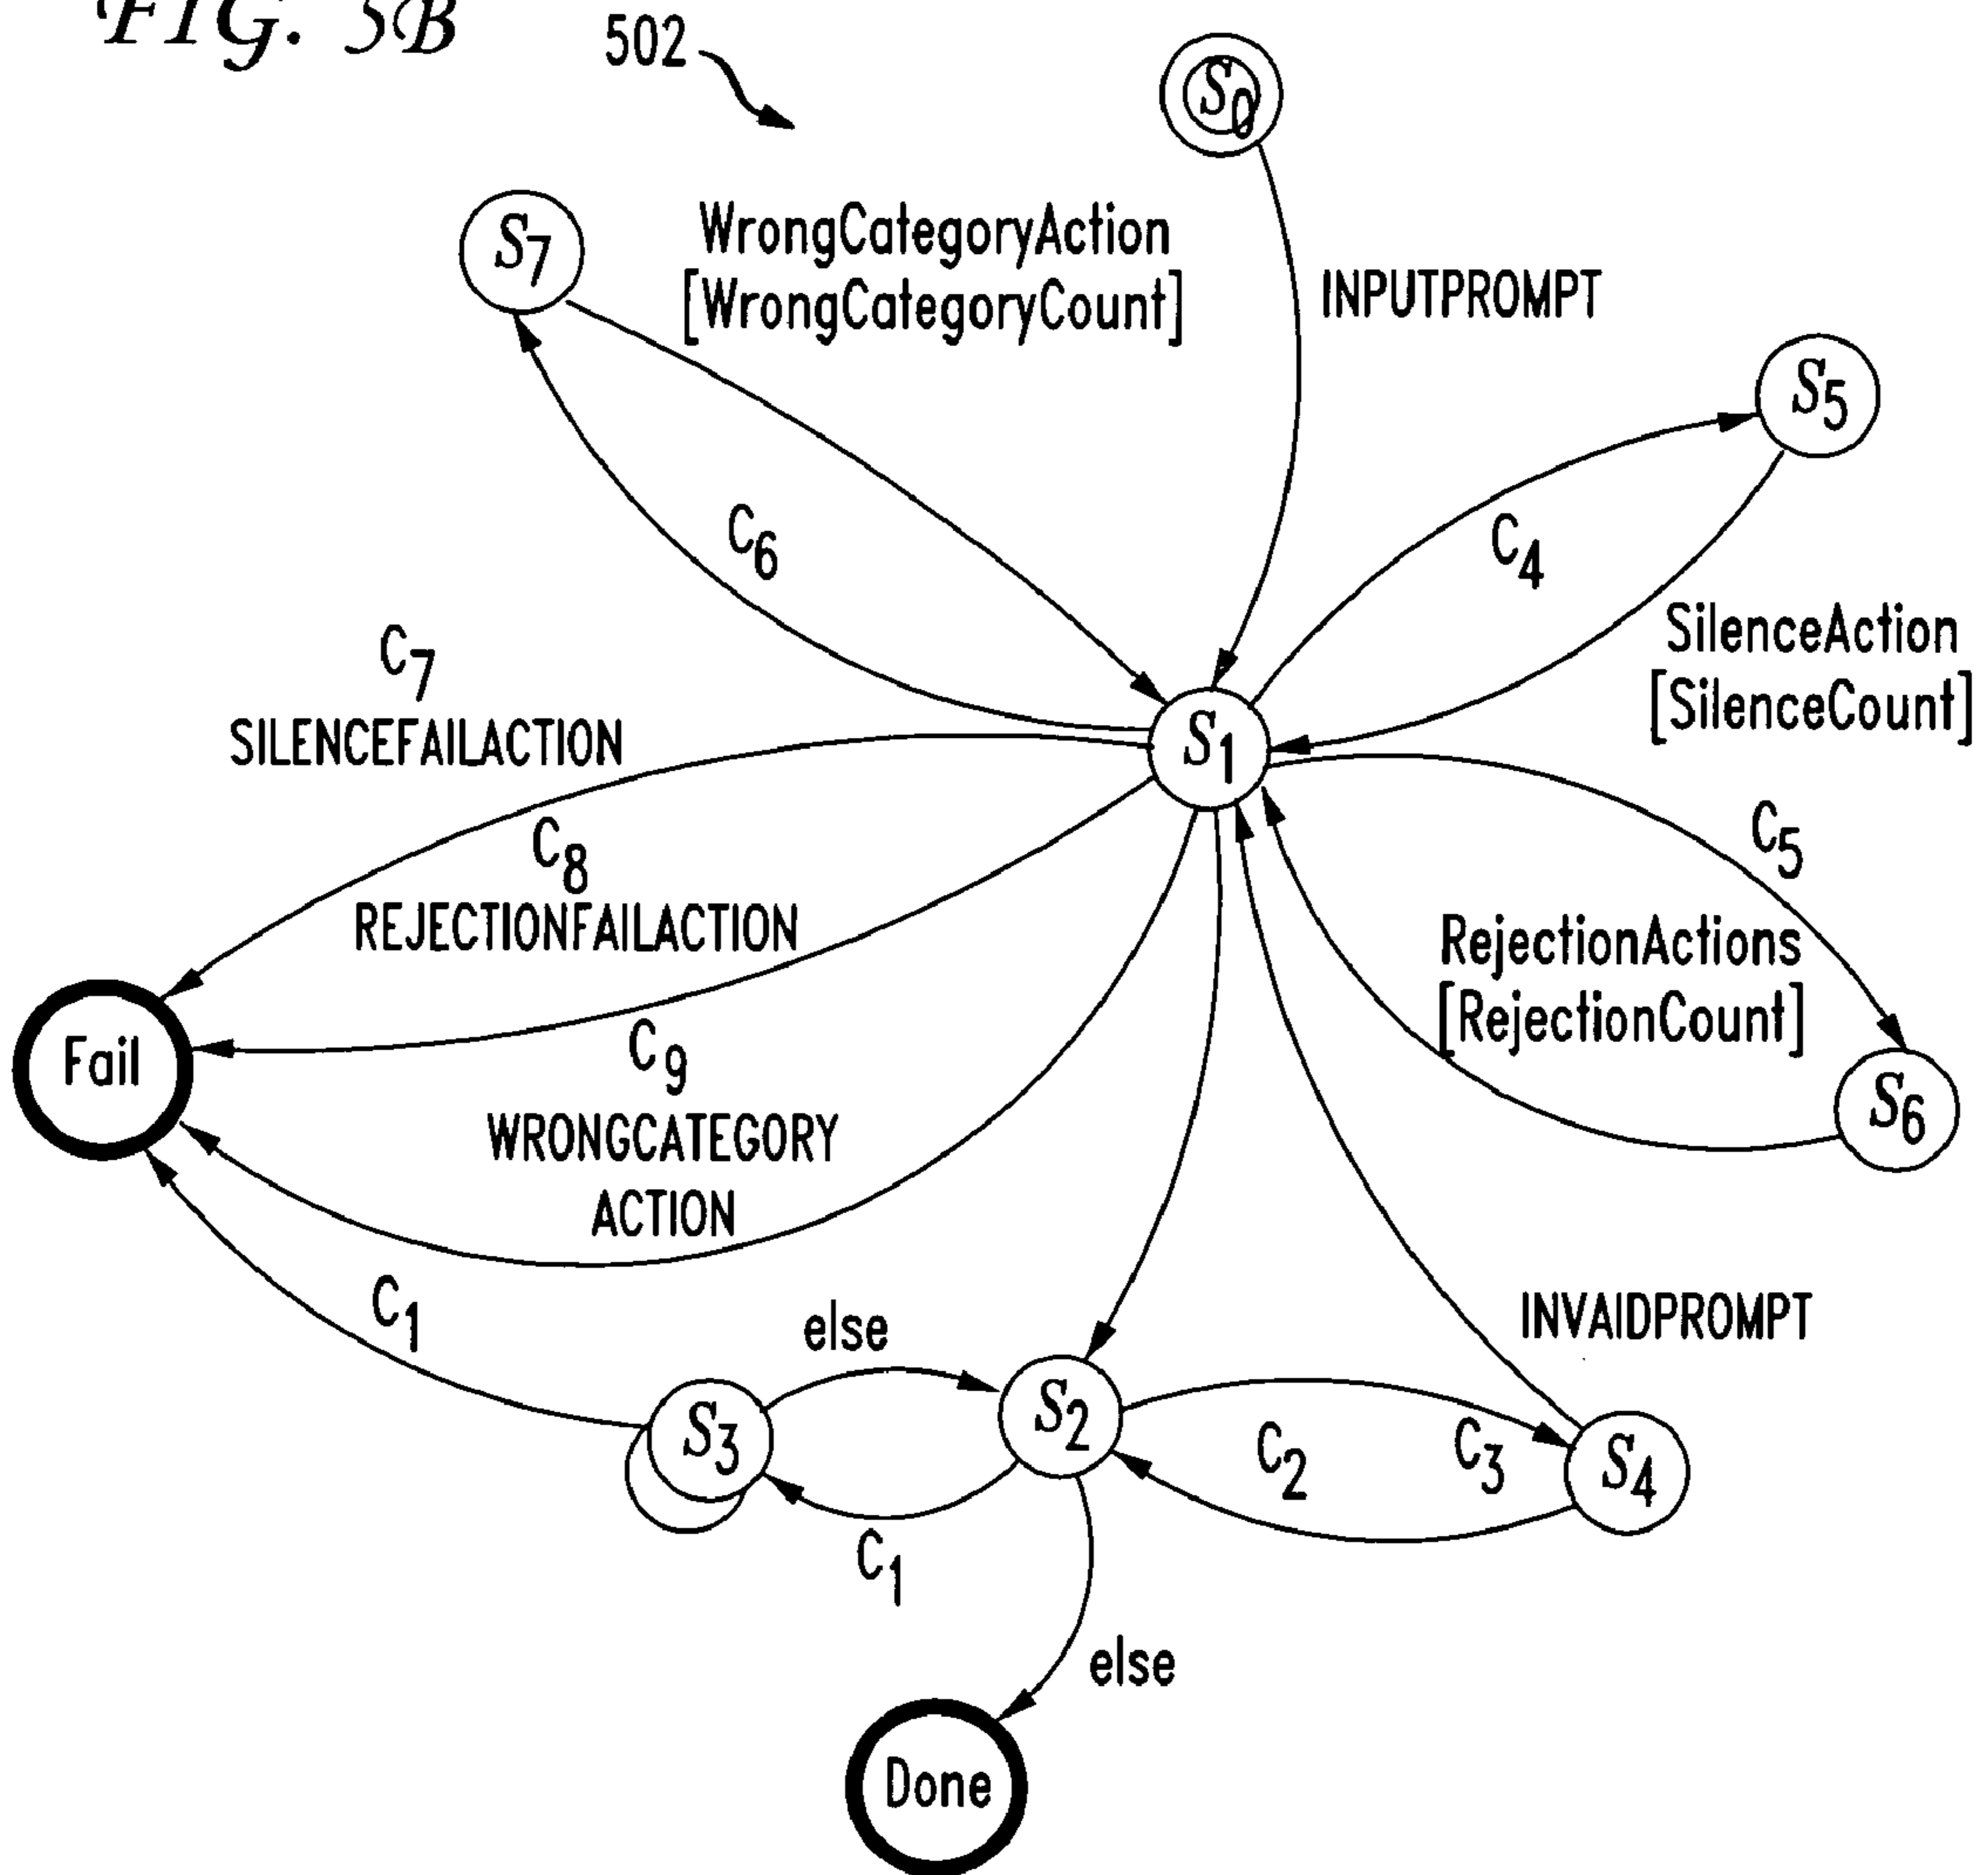 FIG. 5B
502
S0
S7
WrongCategoryAction
[WrongCategoryCount]
INPUTPROMPT
S5
C6
C4
SilenceAction
[SilenceCount]
C7
SILENCEFAILACTION
S1
C5
C8
REJECTIONFAILACTION
RejectionActions
[RejectionCount]
Fail
C9
WRONGCATEGORY
ACTION
S6
C1
else
INVAIDPROMPT
S3
S2
C2
C3
S4
C1
else
Done